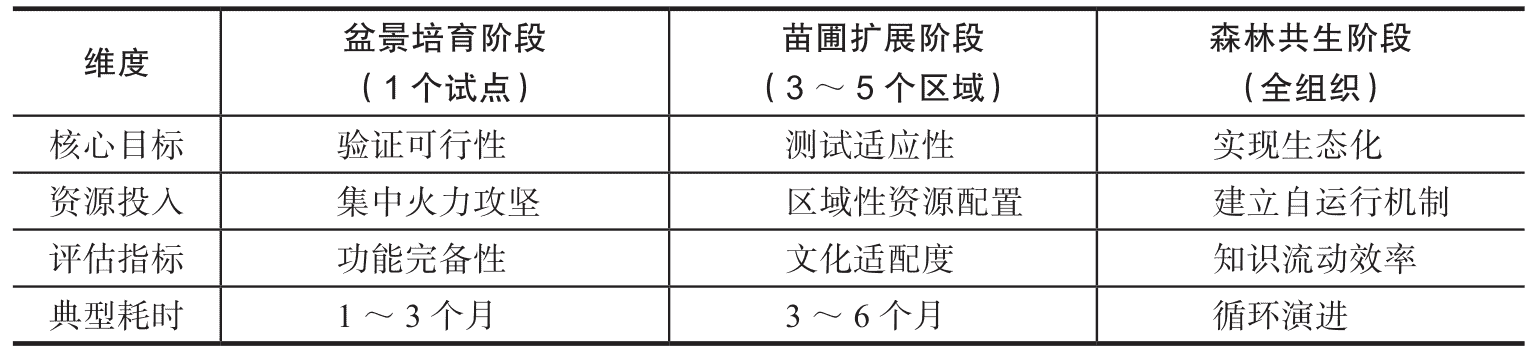 维度 盆景培育阶段（1个试点） 苗圃扩展阶段（3～5个区域） 森林共生阶段（全组织）
核心目标 验证可行性 测试适应性 实现生态化
资源投入 集中火力攻坚 区域性资源配置 建立自运行机制
评估指标 功能完备性 文化适配度 知识流动效率
典型耗时 1～3个月 3～6个月 循环演进